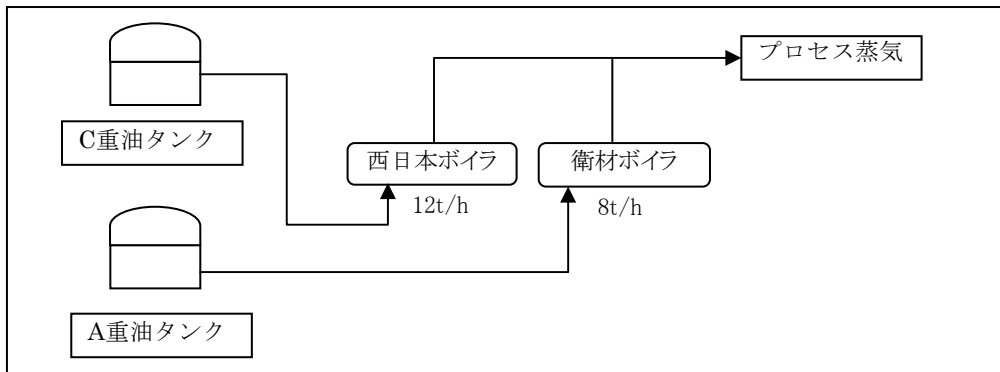 プロセス蒸気
C重油タンク
西日本ボイラ
衛材ボイラ
12t/h
8t/h
A重油タンク